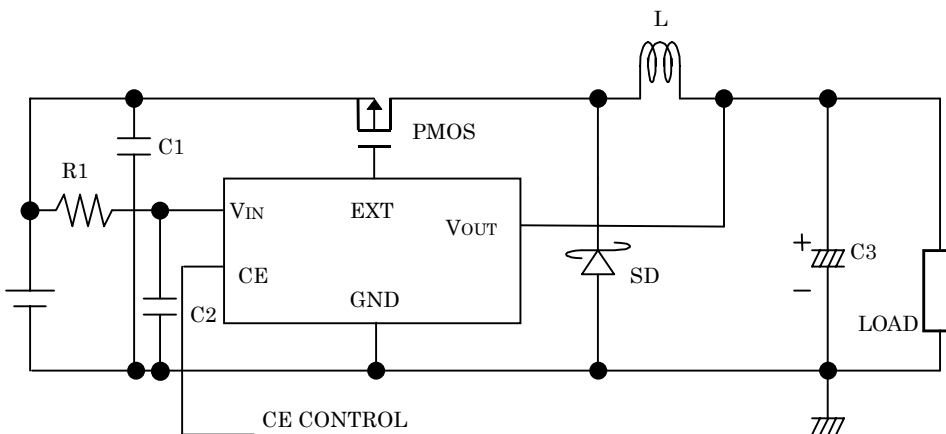 L
PMOS
C1
R1
VIN
EXT
VOUT
CE
GND
C2
SD
+
C3
−
LOAD
CE CONTROL